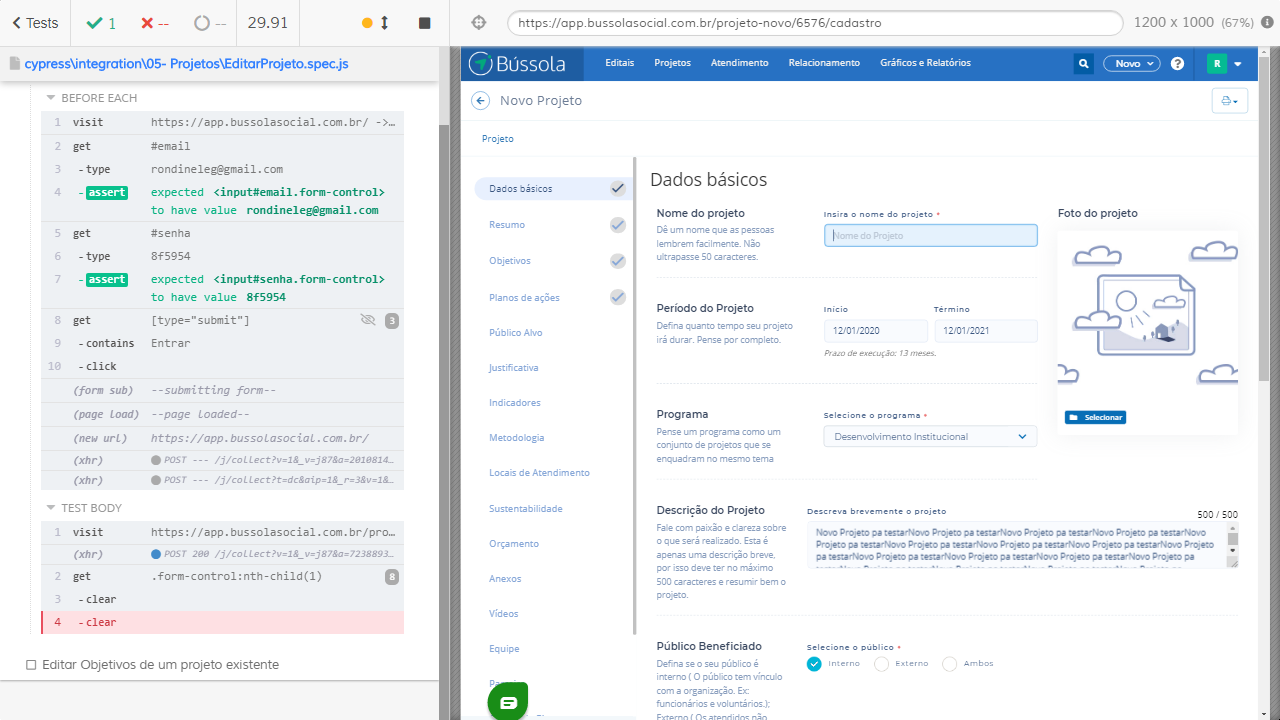 Tests
1
--
--
29.91
https://app.bussolasocial.com.br/projeto-novo/6576/cadastro
1200 x 1000 (67%)
cypress\integration\05- Projetos\EditarProjeto.spec.js
BEFORE EACH
1 visit https://app.bussolasocial.com.br/ ->…
2 get #email
3 -type rondineleg@gmail.com
4 -assert expected <input#email.form-control>
to have value rondineleg@gmail.com
5 get #senha
6 -type 8f5954
7 -assert expected <input#senha.form-control>
to have value 8f5954
8 get [type="submit"] 3
9 -contains Entrar
10 -click
(form sub) --submitting form--
(page load) --page loaded--
(new url) https://app.bussolasocial.com.br/
(xhr) POST --- /j/collect?v=1&_v=j87&a=2010814…
(xhr) POST --- /j/collect?t=dc&aip=1&_r=3&v=1&…
TEST BODY
1 visit https://app.bussolasocial.com.br/pro…
(xhr) POST 200 /j/collect?v=1&_v=j87&a=7238693…
2 get .form-control:nth-child(1) 8
3 -clear
4 -clear
Editar Objetivos de um projeto existente
Bússola
Editais Projetos Atendimento Relacionamento Gráficos e Relatórios
Novo
?
R
Novo Projeto
Projeto
Dados básicos
Resumo
Objetivos
Planos de ações
Público Alvo
Justificativa
Indicadores
Metodologia
Locais de Atendimento
Sustentabilidade
Orçamento
Anexos
Vídeos
Equipe
Dados básicos
Nome do projeto
Dê um nome que as pessoas
lembrem facilmente. Não
ultrapasse 50 caracteres.
Insira o nome do projeto *
Nome do Projeto
Foto do projeto
Selecionar
Período do Projeto
Defina quanto tempo seu projeto
irá durar. Pense por completo.
Início Término
12/01/2020 12/01/2021
Prazo de execução: 13 meses.
Programa
Pense um programa como um
conjunto de projetos que se
enquadram no mesmo tema
Selecione o programa *
Desenvolvimento Institucional
Descrição do Projeto
Fale com paixão e clareza sobre
o que será realizado. Esta é
apenas uma descrição breve,
por isso deve ter no máximo
500 caracteres e resumir bem o
projeto.
Descreva brevemente o projeto
500 / 500
Novo Projeto pa testarNovo Projeto pa testarNovo Projeto pa testarNovo Projeto pa testarNovo
Projeto pa testarNovo Projeto pa testarNovo Projeto pa testarNovo Projeto pa testarNovo Projeto
pa testarNovo Projeto pa testarNovo Projeto pa testarNovo Projeto pa testarNovo Projeto pa
Público Beneficiado
Defina se o seu público é
interno ( O público tem vínculo
com a organização. Ex:
funcionários e voluntários.);
Externo ( Os atendidos não
Selecione o público *
Interno Externo Ambos